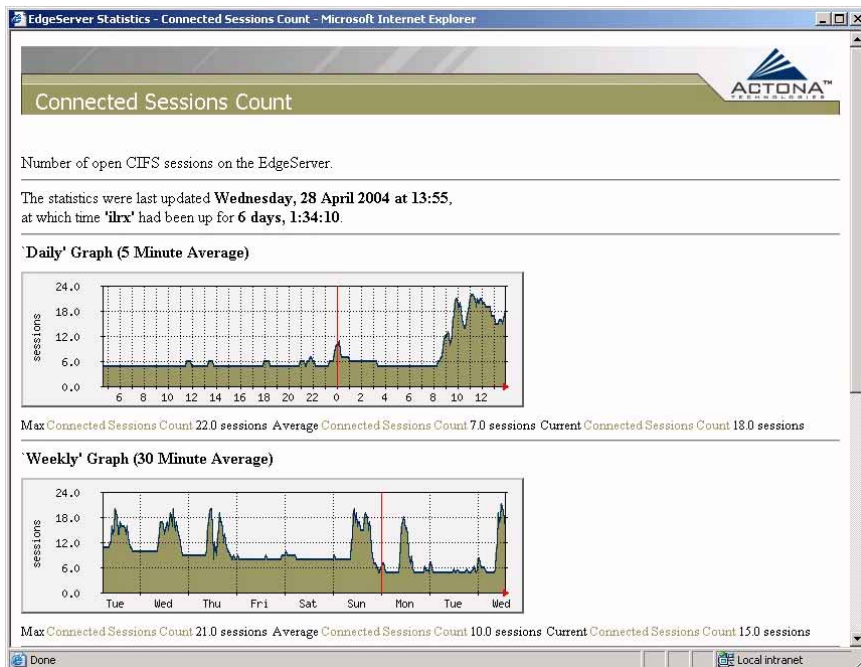 EdgeServer Statistics - Connected Sessions Count - Microsoft Internet Explorer
ACTONA™
TECHNOLOGIES
Connected Sessions Count
Number of open CIFS sessions on the EdgeServer.
The statistics were last updated Wednesday, 28 April 2004 at 13:55,
at which time 'ilrx' had been up for 6 days, 1:34:10.
`Daily' Graph (5 Minute Average)
24.0
18.0
12.0
6.0
0.0
sessions
6 8 10 12 14 16 18 20 22 0 2 4 6 8 10 12
Max Connected Sessions Count 22.0 sessions Average Connected Sessions Count 7.0 sessions Current Connected Sessions Count 18.0 sessions
`Weekly' Graph (30 Minute Average)
24.0
18.0
12.0
6.0
0.0
sessions
Tue Wed Thu Fri Sat Sun Mon Tue Wed
Max Connected Sessions Count 21.0 sessions Average Connected Sessions Count 10.0 sessions Current Connected Sessions Count 15.0 sessions
Done
Local intranet